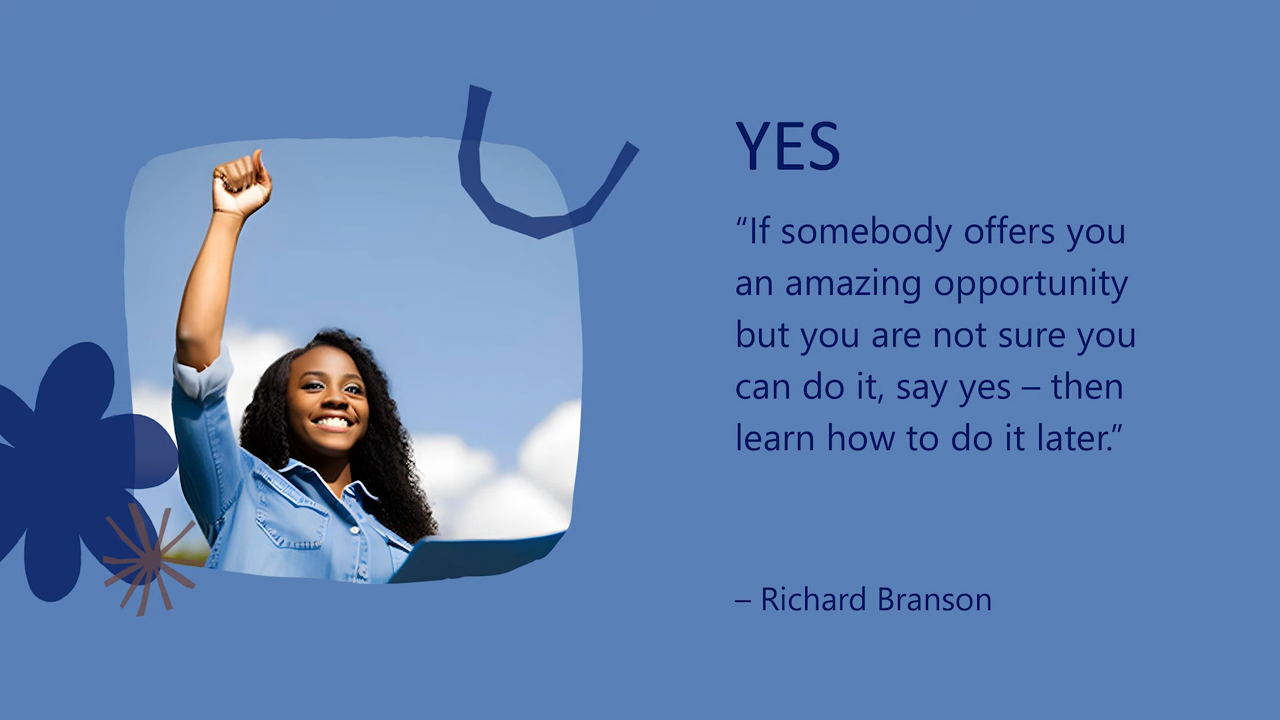 YES
“If somebody offers you
an amazing opportunity
but you are not sure you
can do it, say yes – then
learn how to do it later.”
– Richard Branson